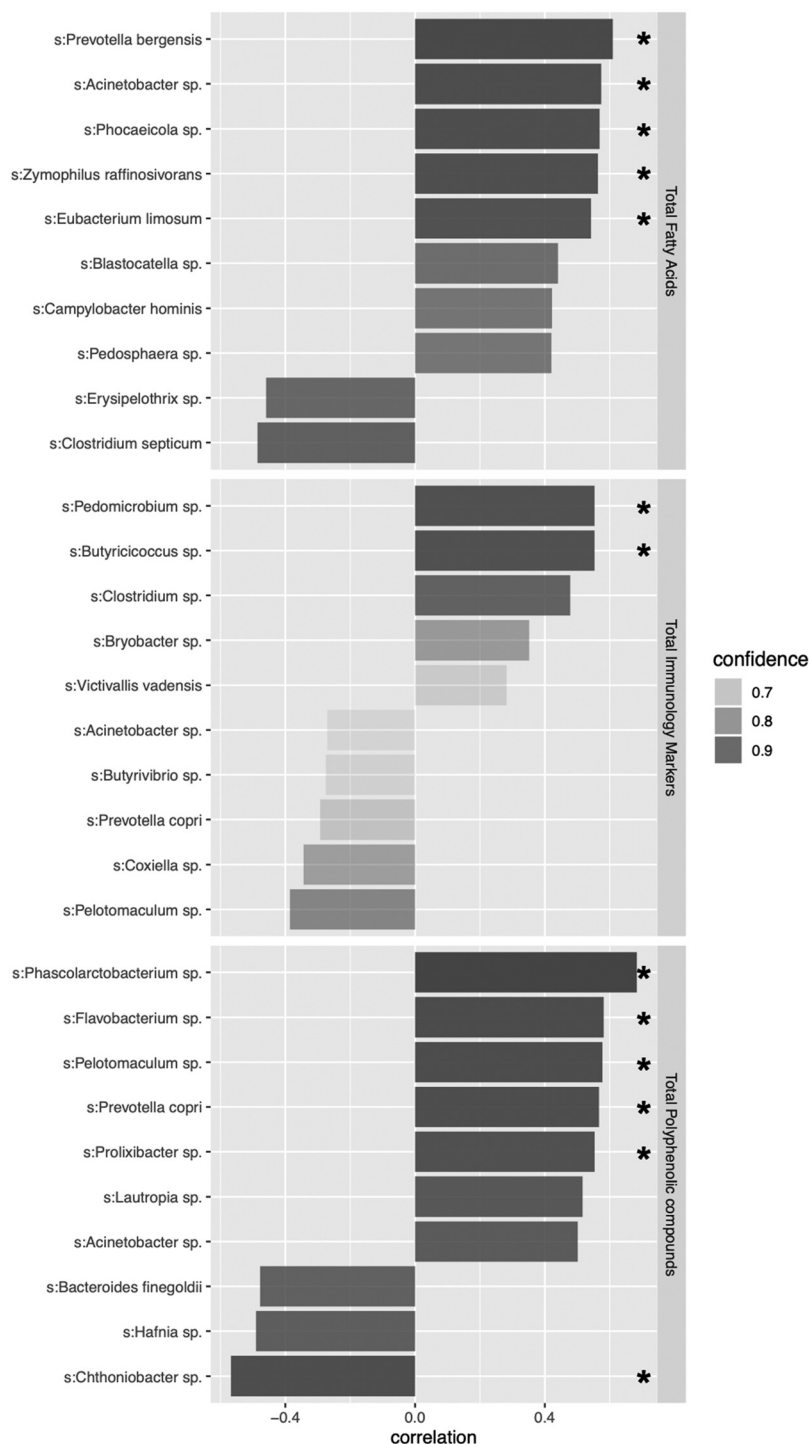 s:Prevotella bergensis
*
s:Acinetobacter sp.
*
s:Phocaeicola sp.
*
s:Zymophilus raffinosivorans
*
s:Eubacterium limosum
*
s:Blastocatella sp.
s:Campylobacter hominis
s:Pedosphaera sp.
s:Erysipelothrix sp.
s:Clostridium septicum
Total Fatty Acids
s:Pedomicrobium sp.
*
s:Butyricicoccus sp.
*
s:Clostridium sp.
s:Bryobacter sp.
s:Victivallis vadensis
s:Acinetobacter sp.
s:Butyrivibrio sp.
s:Prevotella copri
s:Coxiella sp.
s:Pelotomaculum sp.
Total Immunology Markers
s:Phascolarctobacterium sp.
*
s:Flavobacterium sp.
*
s:Pelotomaculum sp.
*
s:Prevotella copri
*
s:Prolixibacter sp.
*
s:Lautropia sp.
s:Acinetobacter sp.
s:Bacteroides finegoldii
s:Hafnia sp.
s:Chthoniobacter sp.
*
Total Polyphenolic compounds
−0.4
0.0
0.4
correlation
confidence
0.7
0.8
0.9